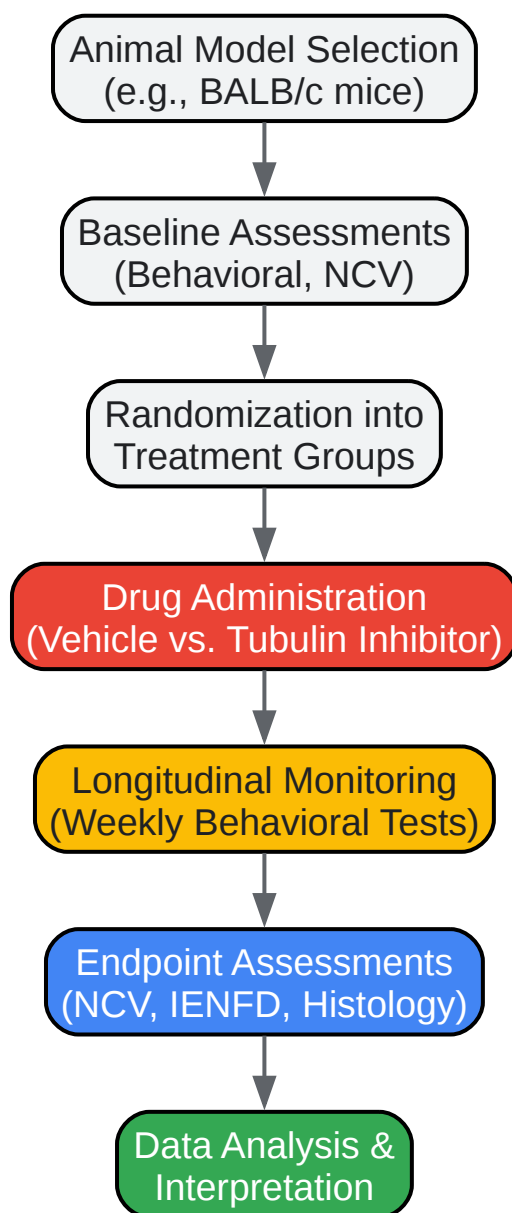 Animal Model Selection
(e.g., BALB/c mice)
Baseline Assessments
(Behavioral, NCV)
Randomization into
Treatment Groups
Drug Administration
(Vehicle vs. Tubulin Inhibitor)
Longitudinal Monitoring
(Weekly Behavioral Tests)
Endpoint Assessments
(NCV, IENFD, Histology)
Data Analysis &
Interpretation